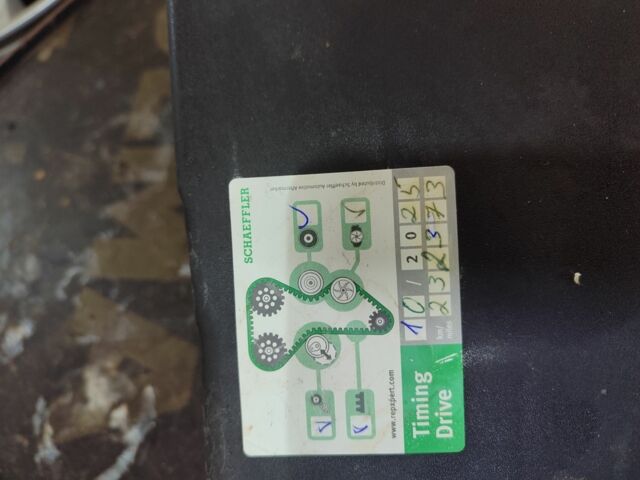 SCHAEFFLER
Distributed by Schaeffler Automotive Aftermarket
www.repxpert.com
Timing
Drive
10/2025
km/
miles
232373